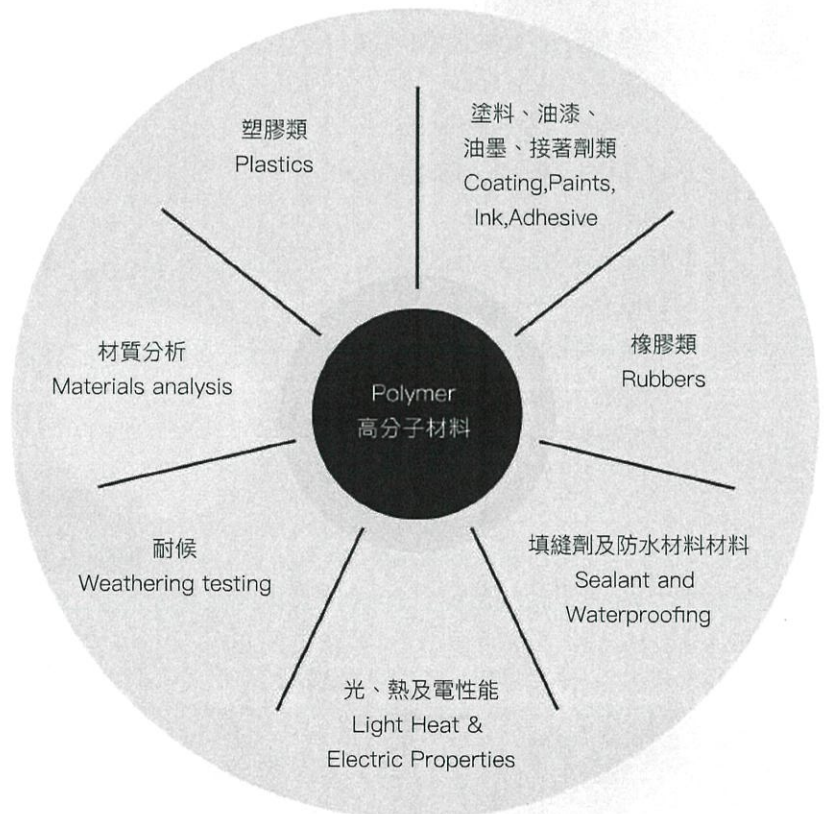 塑膠類
Plastics
塗料、油漆、
油墨、接著劑類
Coating,Paints,
Ink,Adhesive
材質分析
Materials analysis
橡膠類
Rubbers
Polymer
高分子材料
耐候
Weathering testing
填縫劑及防水材料材料
Sealant and
Waterproofing
光、熱及電性能
Light Heat &
Electric Properties